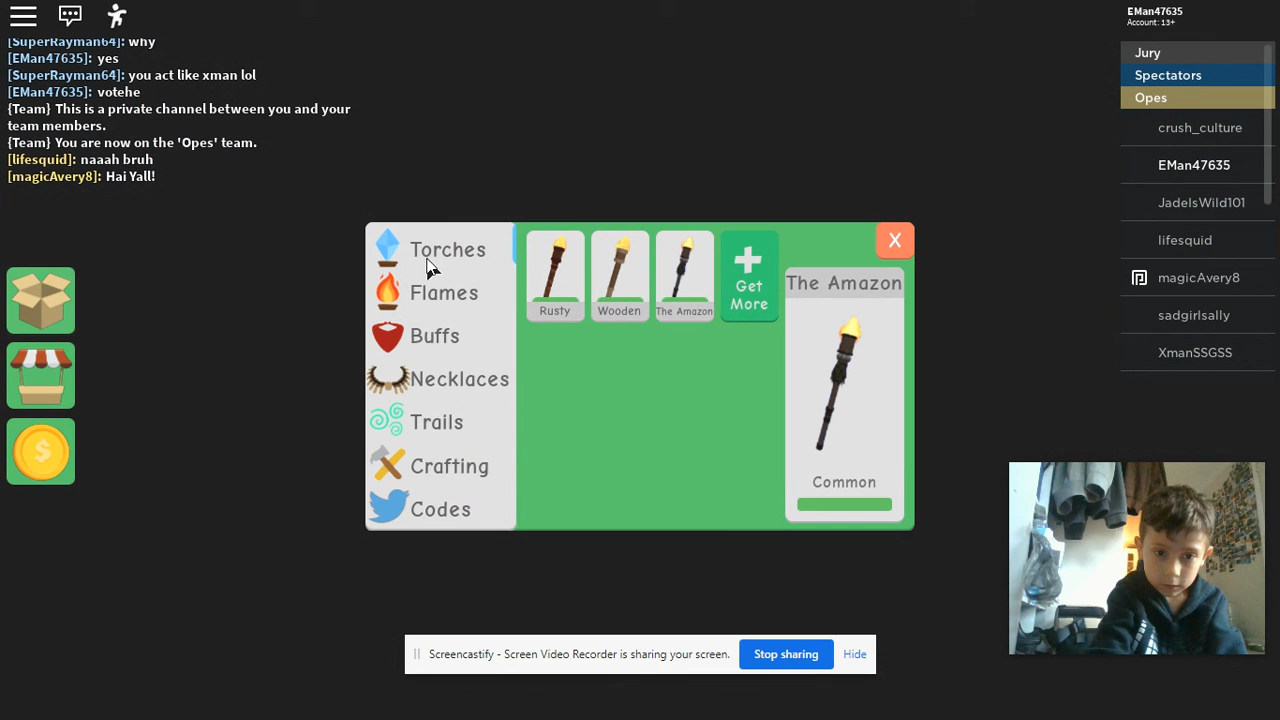 EMan47635
Account: 13+
[SuperRayman64]: why
[EMan47635]: yes
[SuperRayman64]: you act like xman lol
[EMan47635]: votehe
{Team} This is a private channel between you and your
team members.
{Team} You are now on the 'Opes' team.
[lifesquid]: naaah bruh
[magicAvery8]: Hai Yall!
Jury
Spectators
Opes
crush_culture
EMan47635
JadeIsWild101
lifesquid
magicAvery8
sadgirlsally
XmanSSGSS
Torches
Flames
Buffs
Necklaces
Trails
Crafting
Codes
Rusty
Wooden
The Amazon
+
Get
More
X
The Amazon
Common
$
Screencastify - Screen Video Recorder is sharing your screen.
Stop sharing
Hide